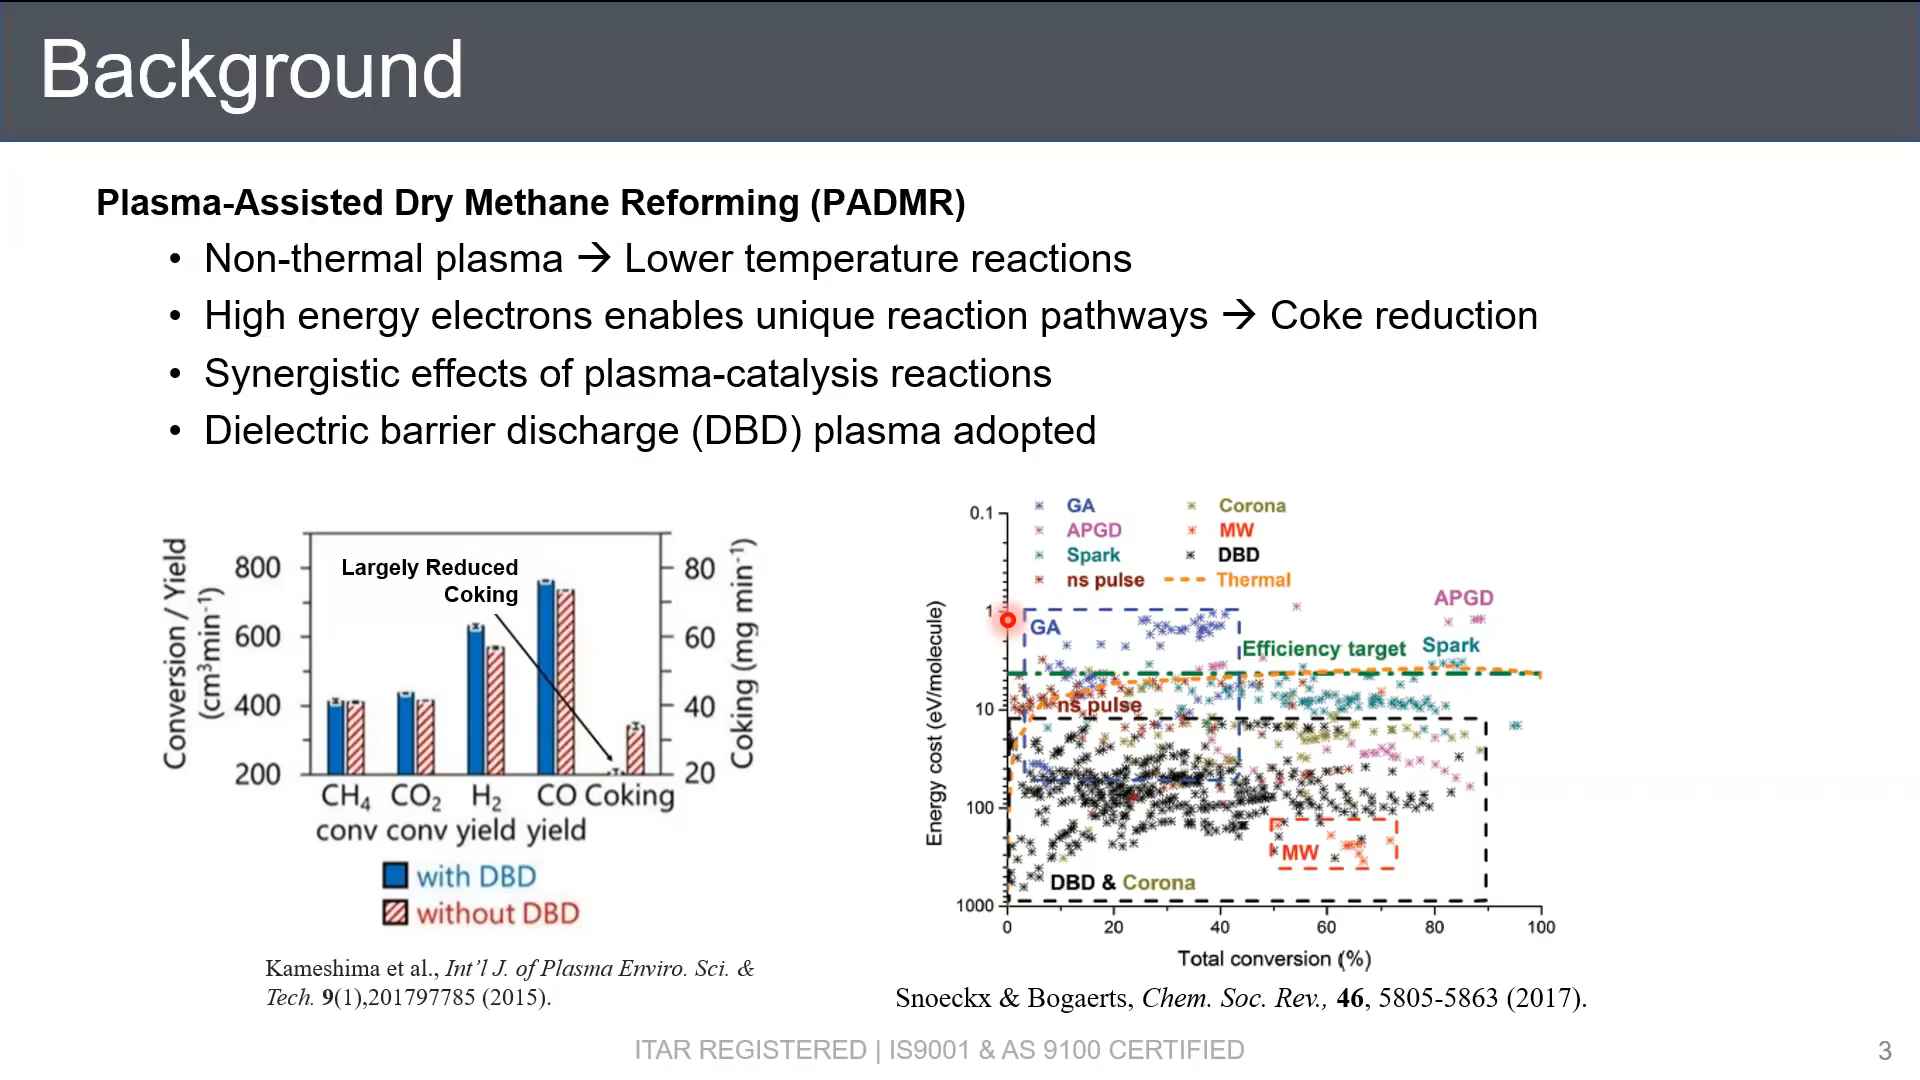 Background
Plasma-Assisted Dry Methane Reforming (PADMR)
• Non-thermal plasma → Lower temperature reactions
• High energy electrons enables unique reaction pathways → Coke reduction
• Synergistic effects of plasma-catalysis reactions
• Dielectric barrier discharge (DBD) plasma adopted
Conversion / Yield
(cm³min⁻¹)
800
600
400
200
Largely Reduced
Coking
80
60
40
20
Coking (mg min⁻¹)
CH₄ CO₂ H₂ CO Coking
conv conv yield yield
with DBD
without DBD
Kameshima et al., Int'l J. of Plasma Enviro. Sci. &
Tech. 9(1),201797785 (2015).
GA Corona
APGD MW
Spark DBD
ns pulse Thermal
Energy cost (eV/molecule)
0.1
1
10
100
1000
APGD
GA
Efficiency target Spark
ns pulse
MW
DBD & Corona
0 20 40 60 80 100
Total conversion (%)
Snoeckx & Bogaerts, Chem. Soc. Rev., 46, 5805-5863 (2017).
ITAR REGISTERED | IS9001 & AS 9100 CERTIFIED
3